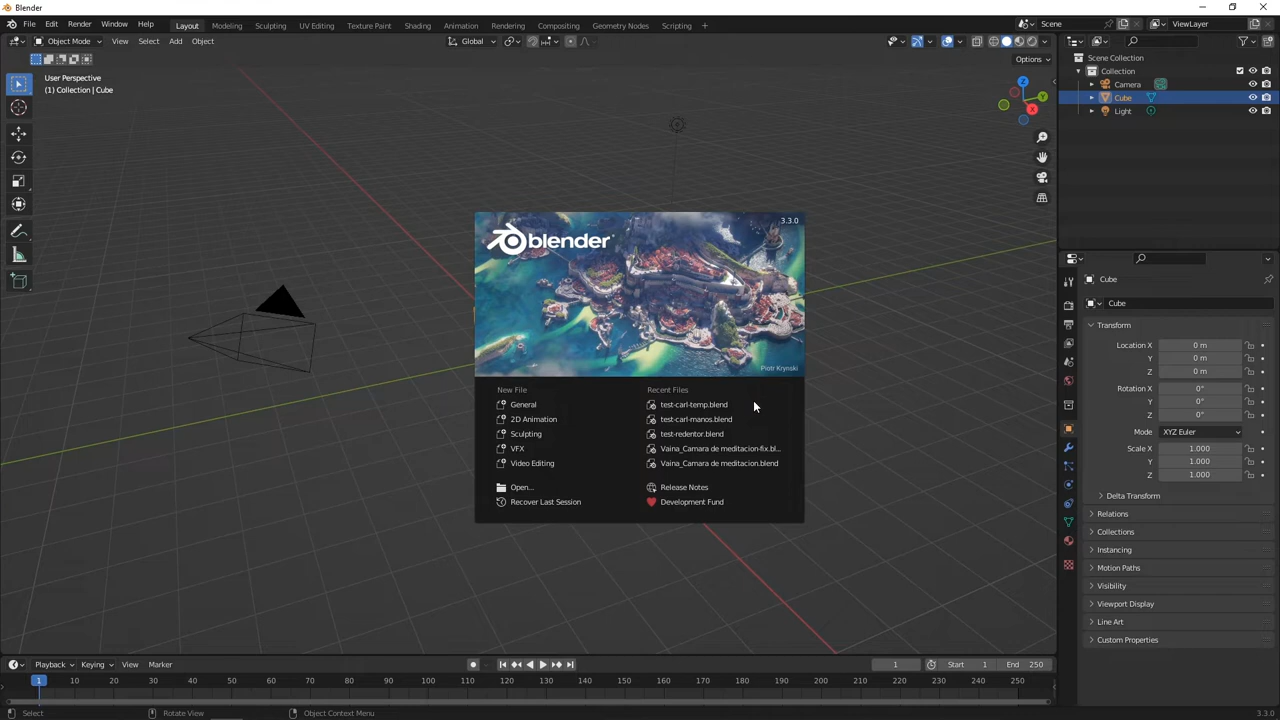 Blender
File Edit Render Window Help Layout Modeling Sculpting UV Editing Texture Paint Shading Animation Rendering Compositing Geometry Nodes Scripting + Scene ViewLayer
Object Mode View Select Add Object Global
Options
User Perspective
(1) Collection | Cube
Z
Y
X
Scene Collection
Collection
Camera
Cube
Light
3.3.0
blender
Piotr Krynski
New File
General
2D Animation
Sculpting
VFX
Video Editing
Open...
Recover Last Session
Recent Files
test-carl-temp.blend
test-carl-manos.blend
test-redentor.blend
Vaina_Camara de meditacion-fix.bl...
Vaina_Camara de meditacion.blend
Release Notes
Development Fund
Cube
Cube
Transform
Location X 0 m
Y 0 m
Z 0 m
Rotation X 0°
Y 0°
Z 0°
Mode XYZ Euler
Scale X 1.000
Y 1.000
Z 1.000
Delta Transform
Relations
Collections
Instancing
Motion Paths
Visibility
Viewport Display
Line Art
Custom Properties
Playback Keying View Marker 1 Start 1 End 250
1 10 20 30 40 50 60 70 80 90 100 110 120 130 140 150 160 170 180 190 200 210 220 230 240 250
Select Rotate View Object Context Menu 3.3.0